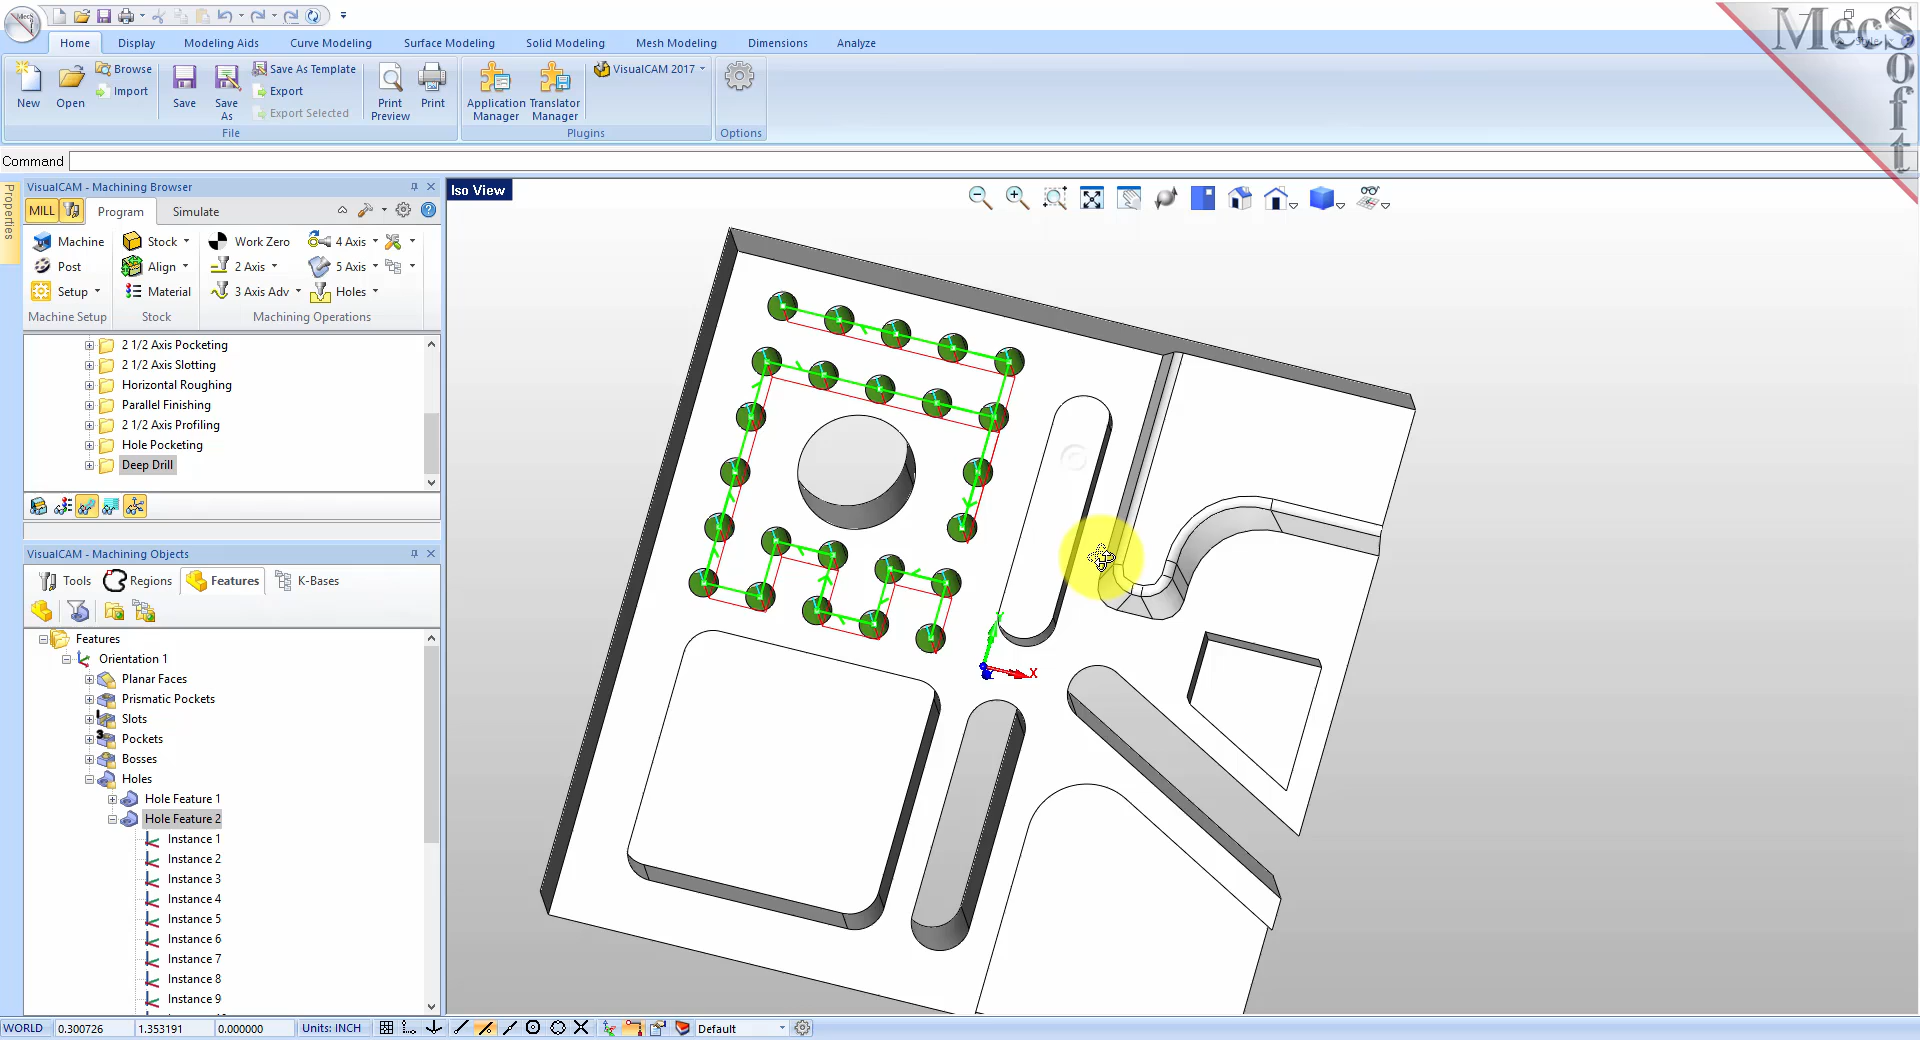 Home Display Modeling Aids Curve Modeling Surface Modeling Solid Modeling Mesh Modeling Dimensions Analyze
MecSoft
New Open Browse Import Save Save As Save As Template Export Export Selected Print Preview Print Application Manager Translator Manager VisualCAM 2017
File Plugins Options
Command
Properties
VisualCAM - Machining Browser
MILL Program Simulate
Machine Stock Work Zero 4 Axis
Post Align 2 Axis 5 Axis
Setup Material 3 Axis Adv Holes
Machine Setup Stock Machining Operations
2 1/2 Axis Pocketing
2 1/2 Axis Slotting
Horizontal Roughing
Parallel Finishing
2 1/2 Axis Profiling
Hole Pocketing
Deep Drill
VisualCAM - Machining Objects
Tools Regions Features K-Bases
Features
Orientation 1
Planar Faces
Prismatic Pockets
Slots
Pockets
Bosses
Holes
Hole Feature 1
Hole Feature 2
Instance 1
Instance 2
Instance 3
Instance 4
Instance 5
Instance 6
Instance 7
Instance 8
Instance 9
Iso View
Y
X
WORLD 0.300726 1.353191 0.000000 Units: INCH Default